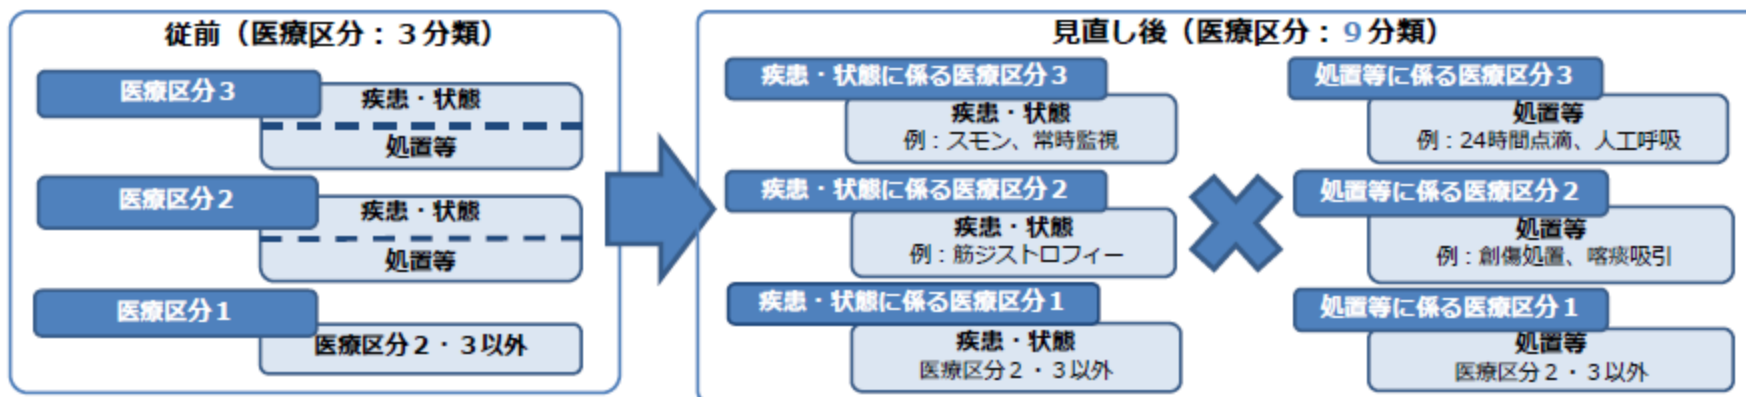 従前（医療区分：３分類）
医療区分３
疾患・状態
処置等
医療区分２
疾患・状態
処置等
医療区分１
医療区分２・３以外
見直し後（医療区分：９分類）
疾患・状態に係る医療区分３
疾患・状態
例：スモン、常時監視
処置等に係る医療区分３
処置等
例：24時間点滴、人工呼吸
疾患・状態に係る医療区分２
疾患・状態
例：筋ジストロフィー
処置等に係る医療区分２
処置等
例：創傷処置、喀痰吸引
疾患・状態に係る医療区分１
疾患・状態
医療区分２・３以外
処置等に係る医療区分１
処置等
医療区分２・３以外